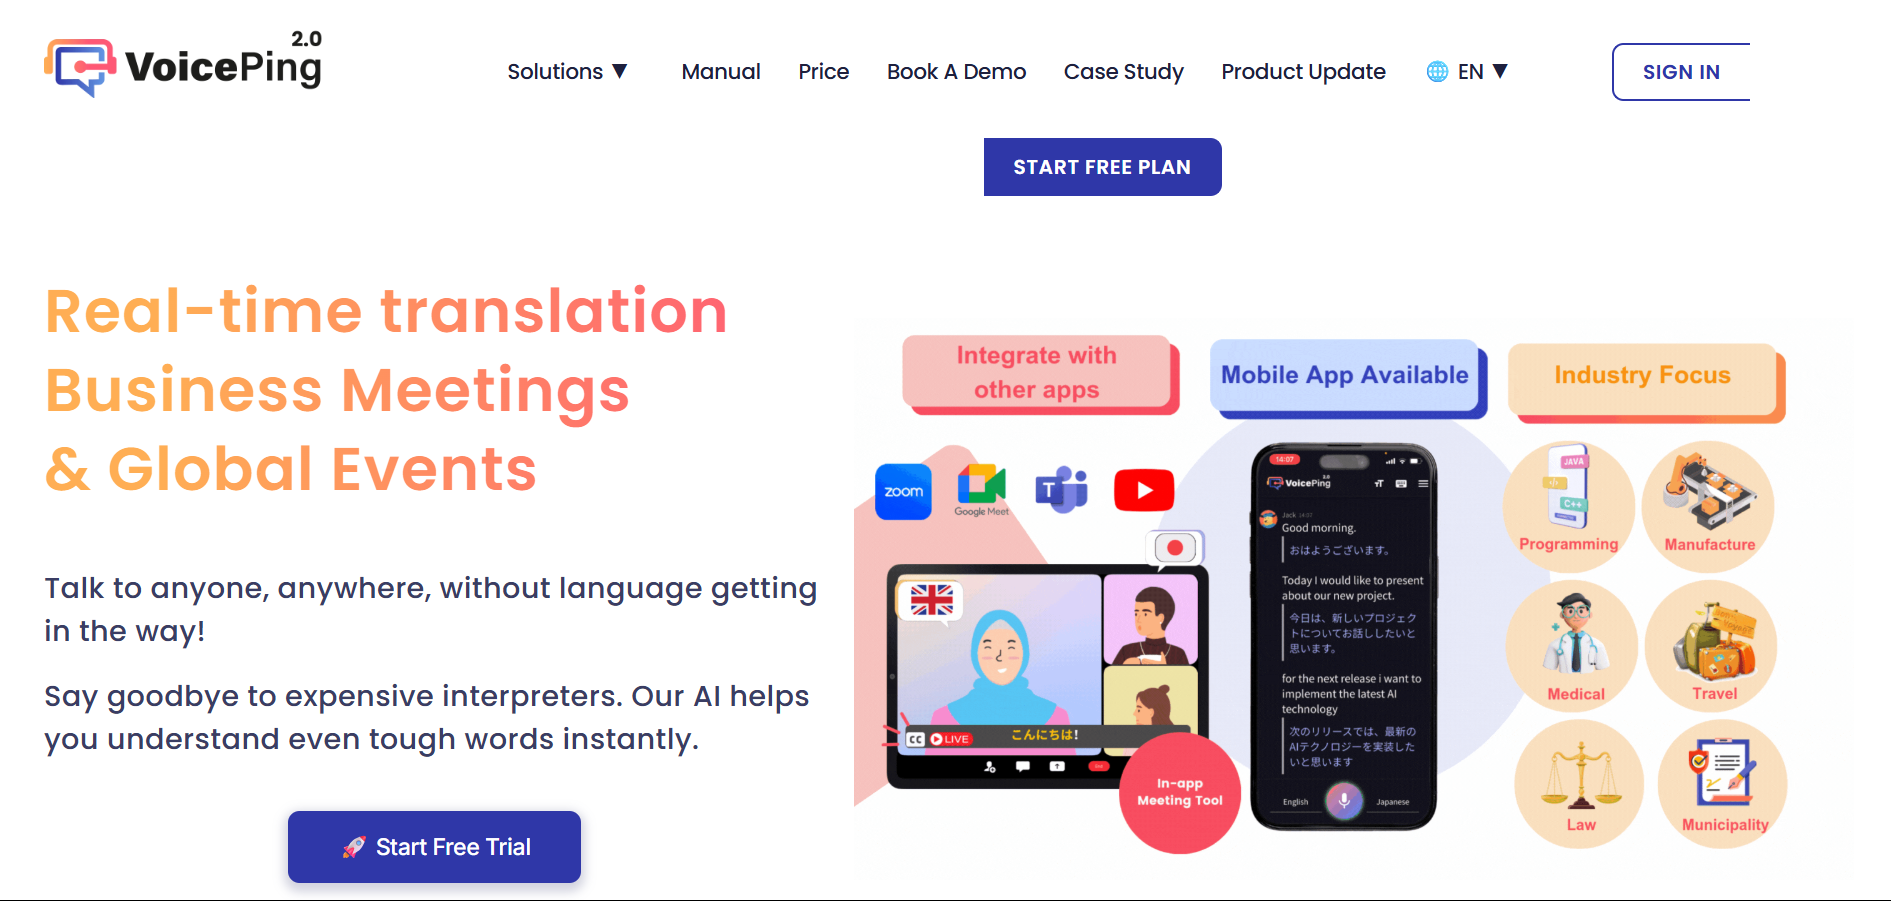 VoicePing 2.0
Solutions ▼ Manual Price Book A Demo Case Study Product Update 🌐 EN ▼ SIGN IN
START FREE PLAN
Real-time translation
Business Meetings
& Global Events
Talk to anyone, anywhere, without language getting
in the way!
Say goodbye to expensive interpreters. Our AI helps
you understand even tough words instantly.
🚀 Start Free Trial
Integrate with
other apps
zoom
Google Meet
T
CC LIVE こんにちは!
In-app
Meeting Tool
Mobile App Available
14:07
VoicePing 2.0
Jack 14:07
Good morning.
おはようございます。
Today I would like to present
about our new project.
今日は、新しいプロジェク
トについてお話ししたいと
思います。
for the next release i want to
implement the latest AI
technology
次のリリースでは、最新の
AIテクノロジーを実装した
いと思います
English Japanese
Industry Focus
JAVA
C++
Programming
Manufacture
Medical
Travel
Law
Municipality